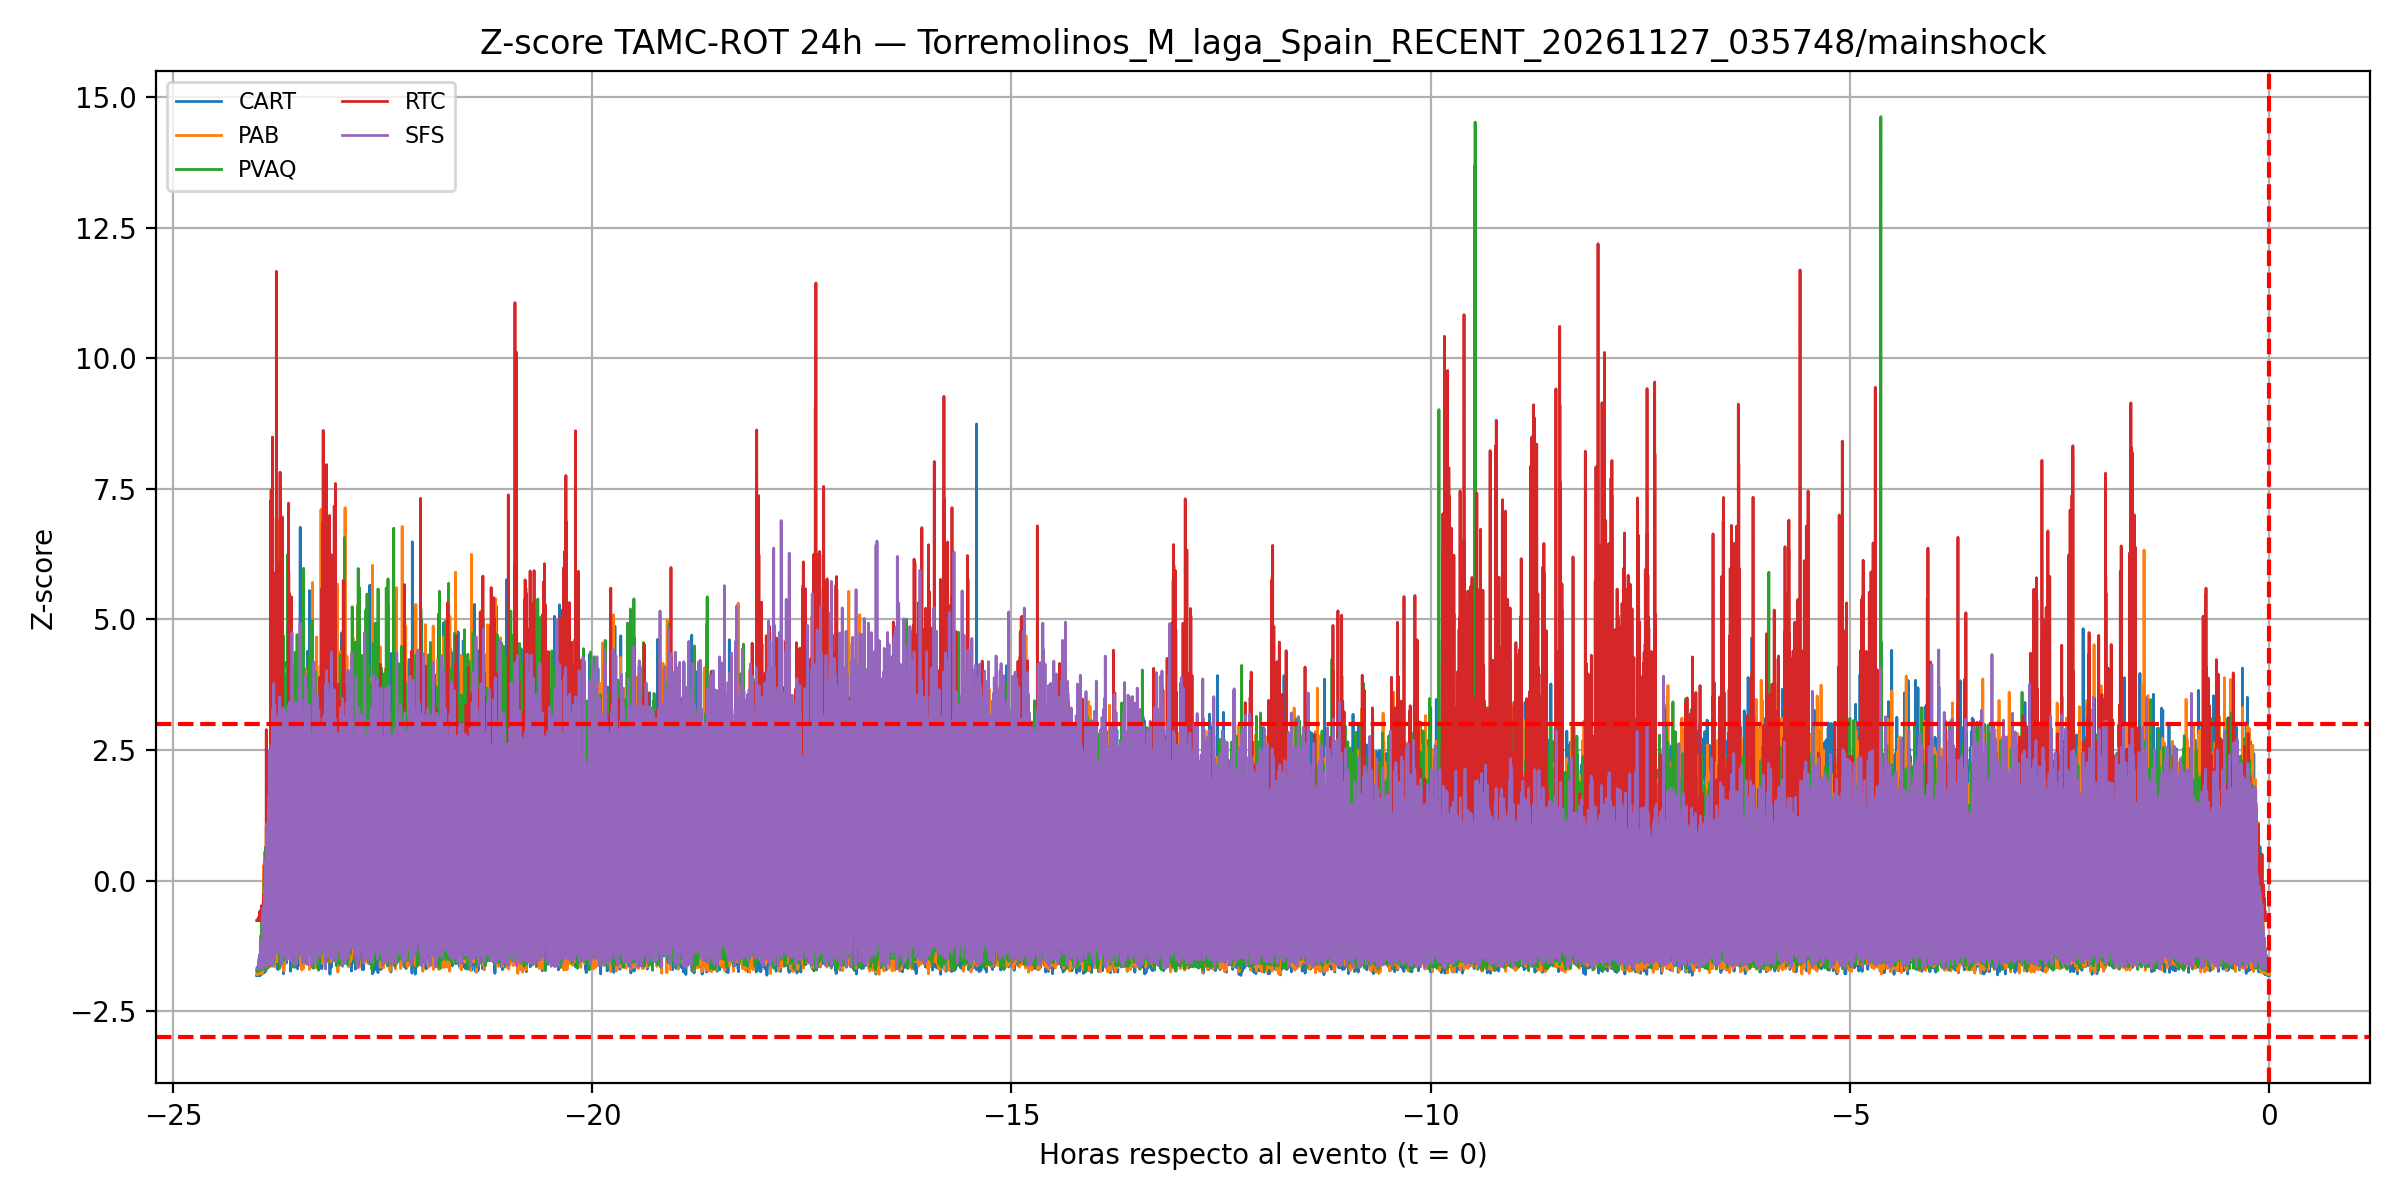 Z-score TAMC-ROT 24h — Torremolinos_M_laga_Spain_RECENT_20261127_035748/mainshock
CART
PAB
PVAQ
RTC
SFS
15.0
12.5
10.0
7.5
5.0
2.5
0.0
−2.5
Z-score
−25
−20
−15
−10
−5
0
Horas respecto al evento (t = 0)